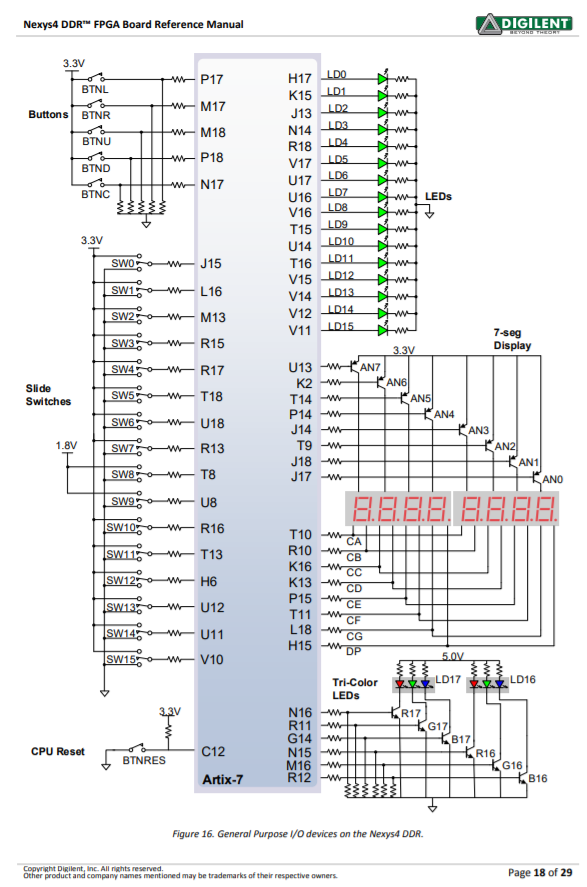 Nexys4 DDR™ FPGA Board Reference Manual
DIGILENT
BEYOND THEORY
3.3V
BTNL
P17
BTNR
M17
Buttons
BTNU
M18
BTND
P18
BTNC
N17
H17 LD0
K15 LD1
J13 LD2
N14 LD3
R18 LD4
V17 LD5
U17 LD6
U16 LD7
LEDs
V16 LD8
T15 LD9
U14 LD10
T16 LD11
V15 LD12
V14 LD13
V12 LD14
V11 LD15
3.3V
SW0 J15
SW1 L16
SW2 M13
SW3 R15
SW4 R17
Slide
Switches
SW5 T18
SW6 U18
1.8V
SW7 R13
SW8 T8
SW9 U8
SW10 R16
SW11 T13
SW12 H6
SW13 U12
SW14 U11
SW15 V10
7-seg
Display
3.3V
U13 AN7
K2 AN6
T14 AN5
P14 AN4
J14 AN3
T9 AN2
J18 AN1
J17 AN0
8.8.8.8. 8.8.8.8.
T10 CA
R10 CB
K16 CC
K13 CD
P15 CE
T11 CF
L18 CG
H15 DP
5.0V
Tri-Color
LEDs
LD17 LD16
N16 R17
R11 G17
G14 B17
N15 R16
M16 G16
R12 B16
3.3V
CPU Reset
BTNRES
C12
Artix-7
Figure 16. General Purpose I/O devices on the Nexys4 DDR.
Copyright Digilent, Inc. All rights reserved.
Other product and company names mentioned may be trademarks of their respective owners.
Page 18 of 29